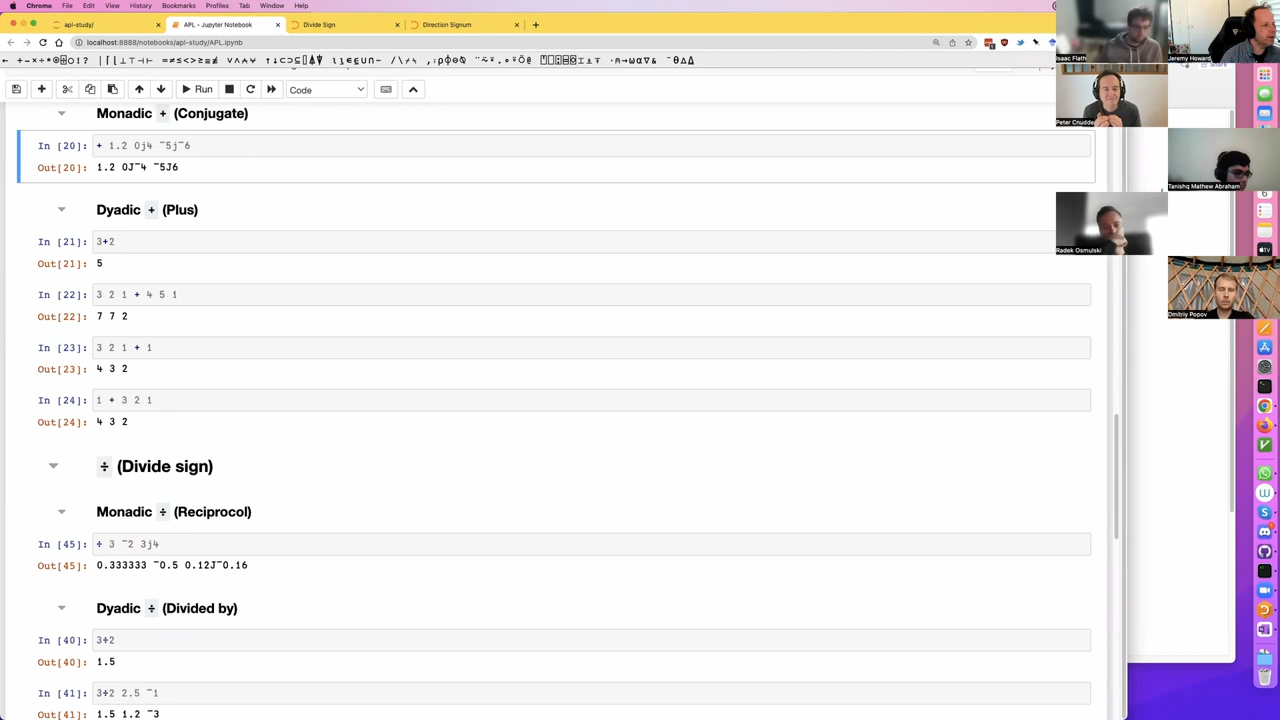 Chrome File Edit View History Bookmarks Profiles Tab Window Help
apl-study/
APL - Jupyter Notebook
Divide Sign
Direction Signum
localhost:8888/notebooks/apl-study/APL.ipynb
Share
Run
Code
Monadic + (Conjugate)
In [20]: + 1.2 0j4 ¯5j¯6
Out[20]: 1.2 0J¯4 ¯5J6
Dyadic + (Plus)
In [21]: 3+2
Out[21]: 5
In [22]: 3 2 1 + 4 5 1
Out[22]: 7 7 2
In [23]: 3 2 1 + 1
Out[23]: 4 3 2
In [24]: 1 + 3 2 1
Out[24]: 4 3 2
÷ (Divide sign)
Monadic ÷ (Reciprocol)
In [45]: ÷ 3 ¯2 3j4
Out[45]: 0.333333 ¯0.5 0.12J¯0.16
Dyadic ÷ (Divided by)
In [40]: 3÷2
Out[40]: 1.5
In [41]: 3÷2 2.5 ¯1
Out[41]: 1.5 1.2 ¯3
Isaac Flath
Jeremy Howard
Peter Cnudde
Tanishq Mathew Abraham
Radek Osmulski
Dmitriy Popov